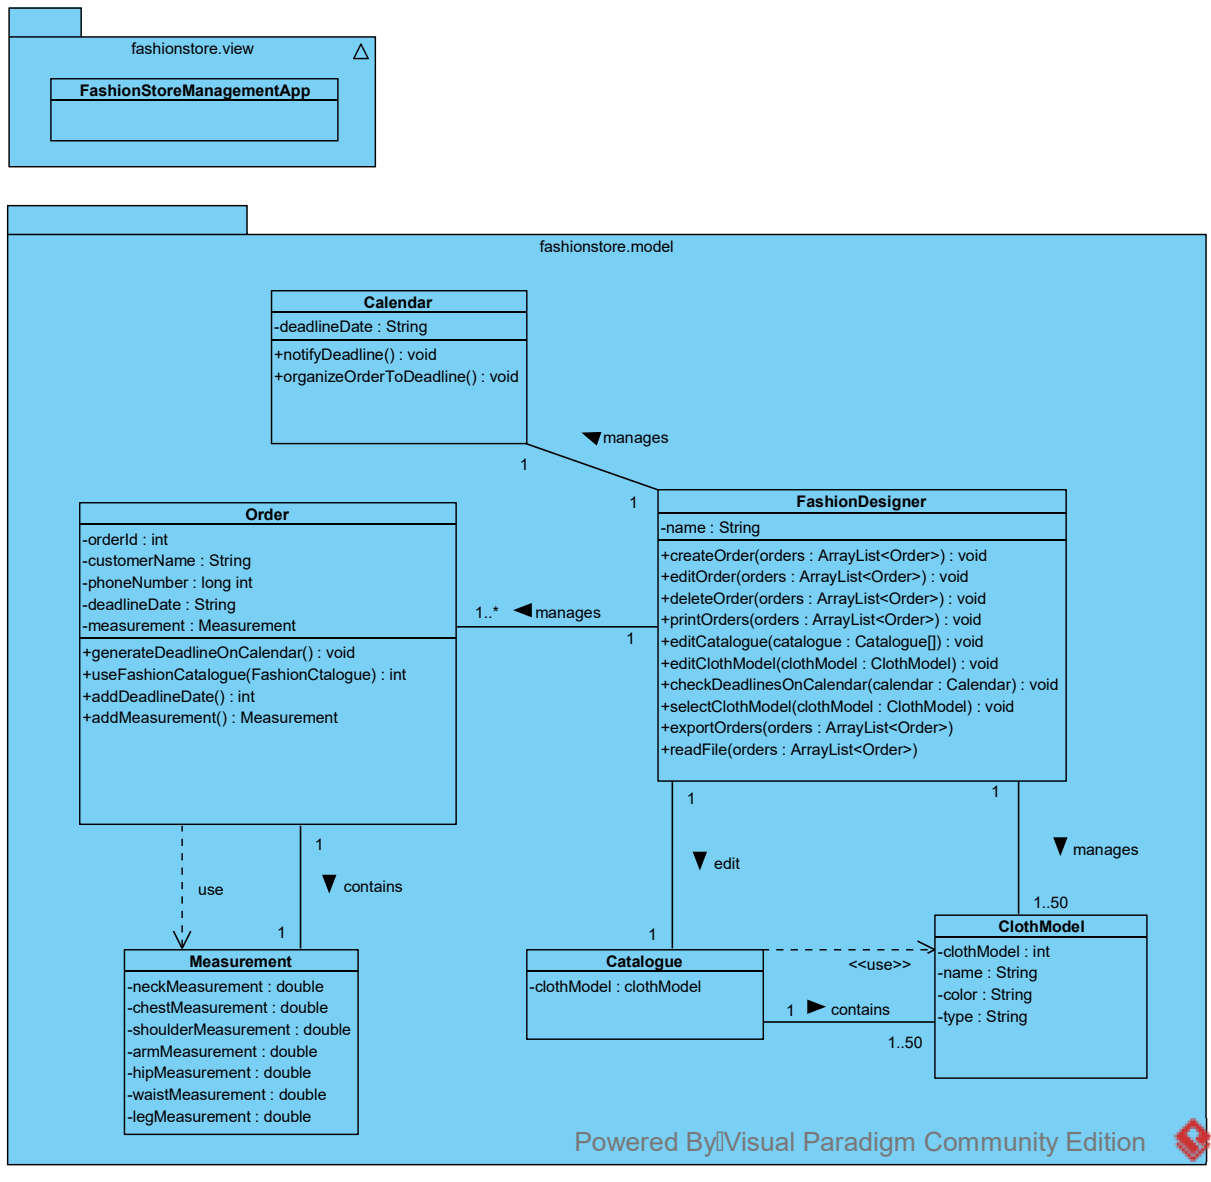 fashionstore.view
FashionStoreManagementApp
fashionstore.model
Calendar
-deadlineDate : String
+notifyDeadline() : void
+organizeOrderToDeadline() : void
manages
1
1
FashionDesigner
-name : String
+createOrder(orders : ArrayList<Order>) : void
+editOrder(orders : ArrayList<Order>) : void
+deleteOrder(orders : ArrayList<Order>) : void
+printOrders(orders : ArrayList<Order>) : void
+editCatalogue(catalogue : Catalogue[]) : void
+editClothModel(clothModel : ClothModel) : void
+checkDeadlinesOnCalendar(calendar : Calendar) : void
+selectClothModel(clothModel : ClothModel) : void
+exportOrders(orders : ArrayList<Order>)
+readFile(orders : ArrayList<Order>)
Order
-orderId : int
-customerName : String
-phoneNumber : long int
-deadlineDate : String
-measurement : Measurement
+generateDeadlineOnCalendar() : void
+useFashionCatalogue(FashionCtalogue) : int
+addDeadlineDate() : int
+addMeasurement() : Measurement
1..*
manages
1
use
1
contains
1
1
edit
1
1
manages
1..50
Measurement
-neckMeasurement : double
-chestMeasurement : double
-shoulderMeasurement : double
-armMeasurement : double
-hipMeasurement : double
-waistMeasurement : double
-legMeasurement : double
Catalogue
-clothModel : clothModel
<<use>>
1
contains
1..50
ClothModel
-clothModel : int
-name : String
-color : String
-type : String
Powered By Visual Paradigm Community Edition